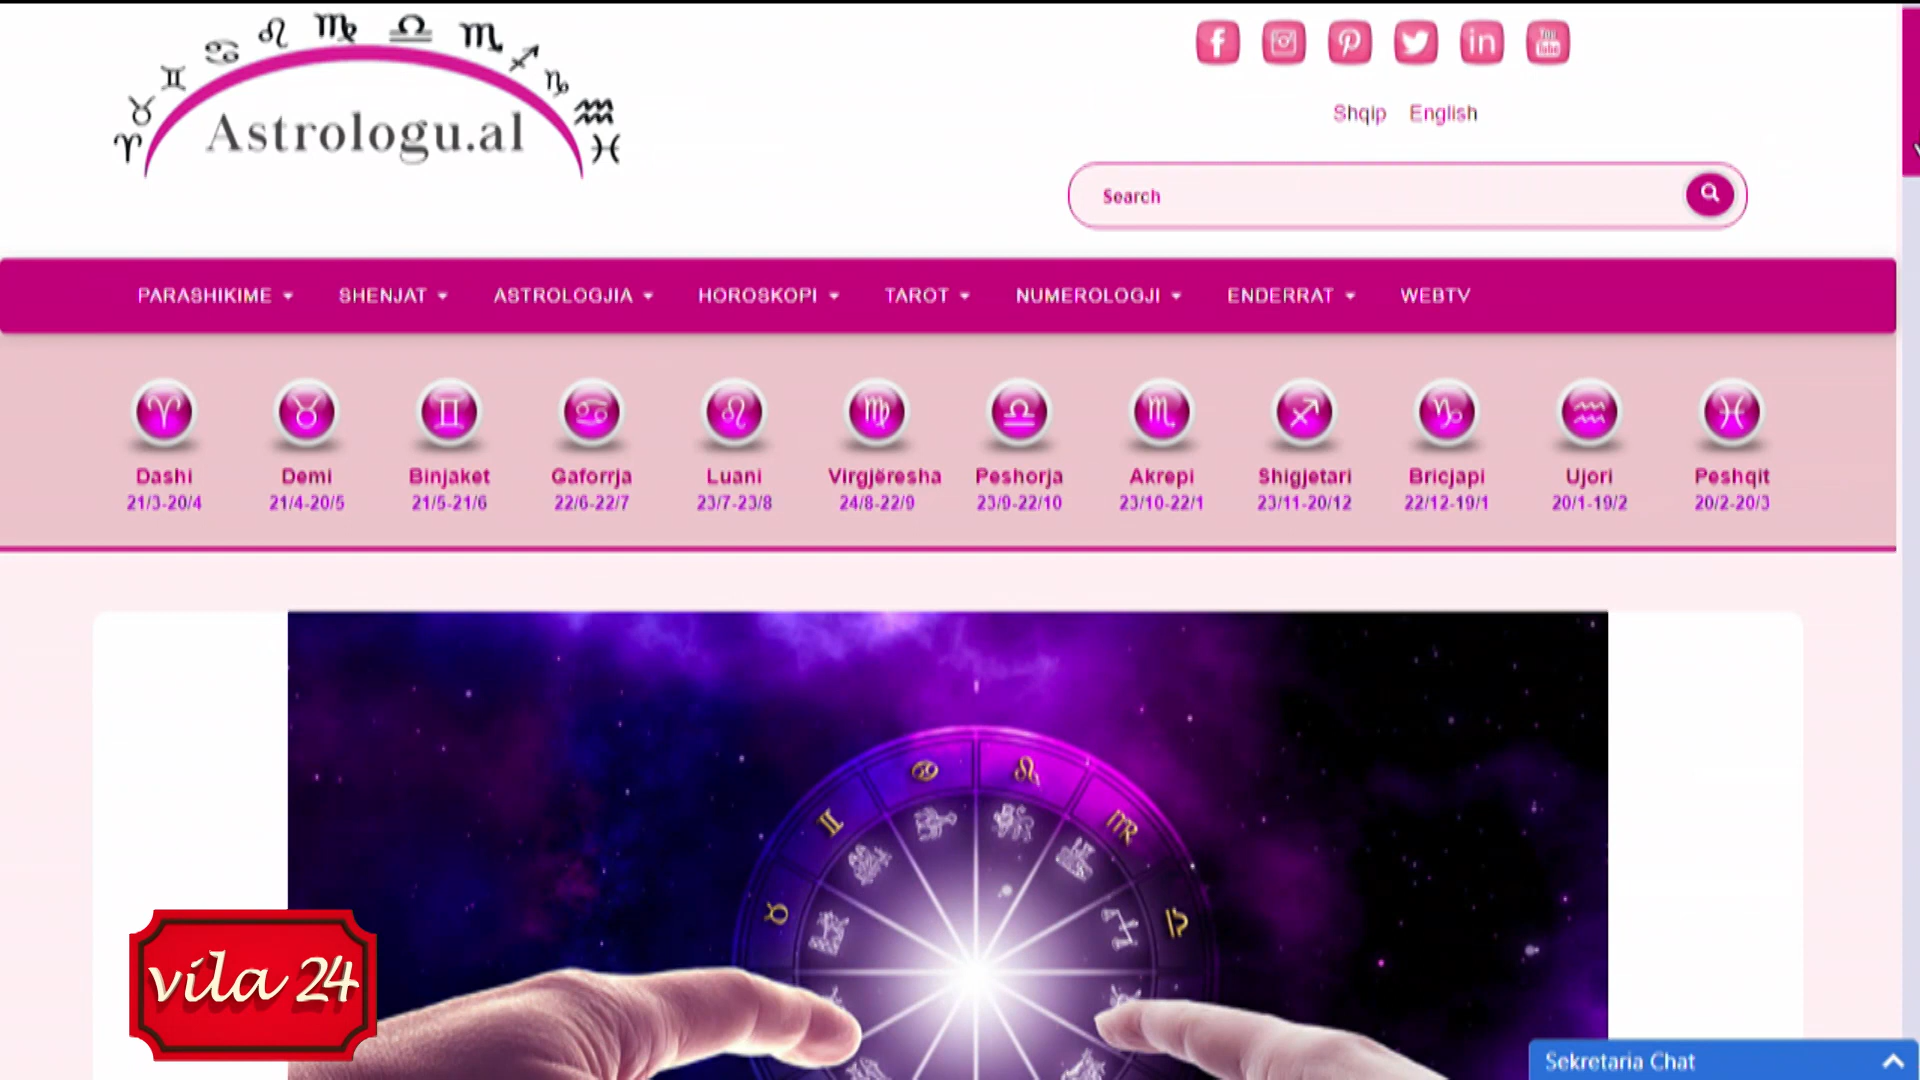 Astrologu.al
Shqip English
Search
PARASHIKIME SHENJAT ASTROLOGJIA HOROSKOPI TAROT NUMEROLOGJI ENDERRAT WEBTV
Dashi Demi Binjaket Gaforrja Luani Virgjëresha Peshorja Akrepi Shigjetari Bricjapi Ujori Peshqit
21/3-20/4 21/4-20/5 21/5-21/6 22/6-22/7 23/7-23/8 24/8-22/9 23/9-22/10 23/10-22/1 23/11-20/12 22/12-19/1 20/1-19/2 20/2-20/3
vila 24
Sekretaria Chat